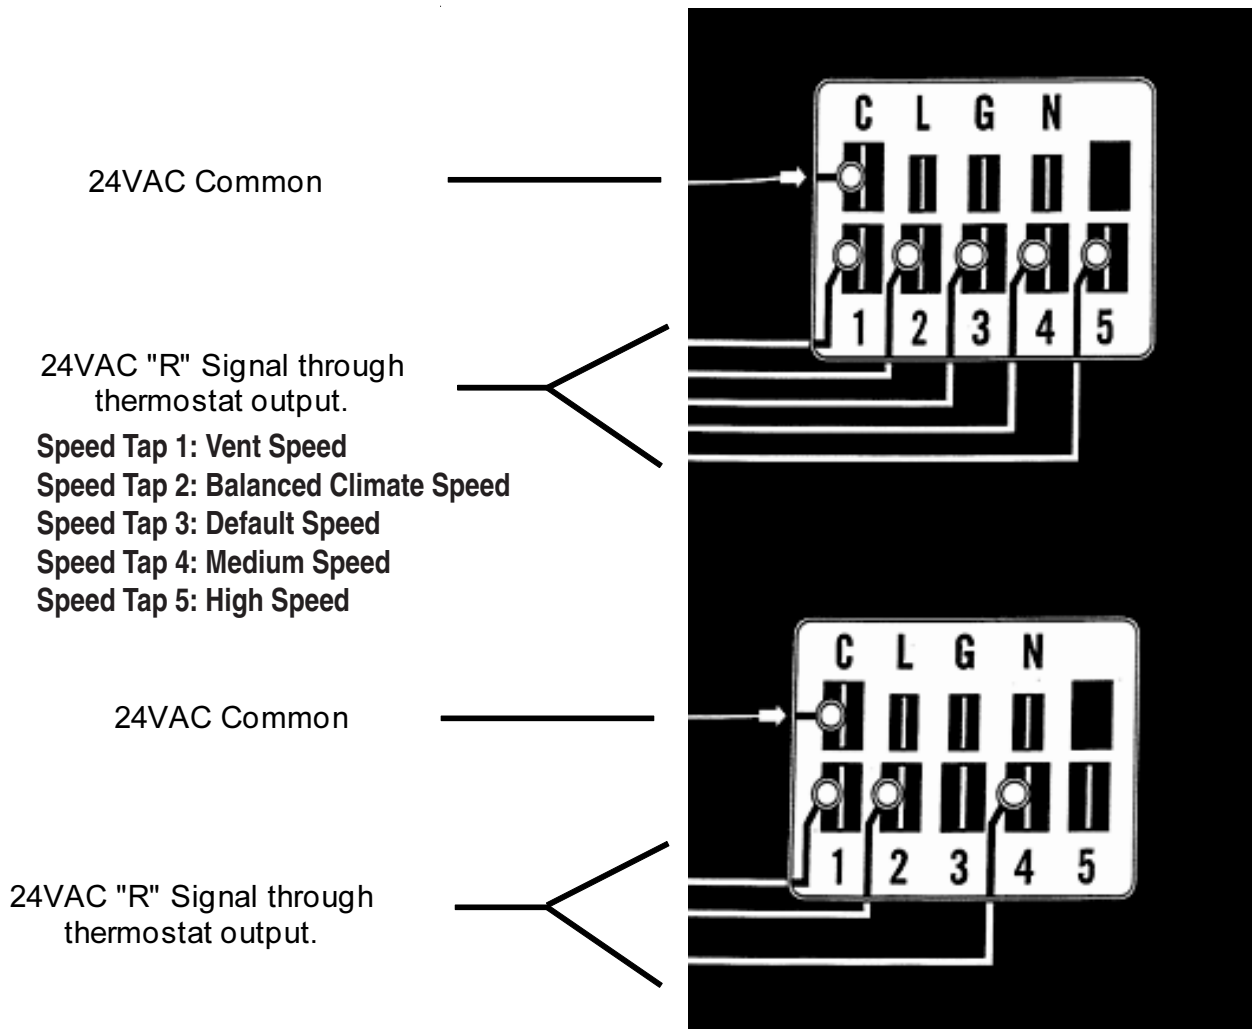 C L G N
24VAC Common
1 2 3 4 5
24VAC "R" Signal through
thermostat output.
Speed Tap 1: Vent Speed
Speed Tap 2: Balanced Climate Speed
Speed Tap 3: Default Speed
Speed Tap 4: Medium Speed
Speed Tap 5: High Speed
C L G N
24VAC Common
1 2 3 4 5
24VAC "R" Signal through
thermostat output.